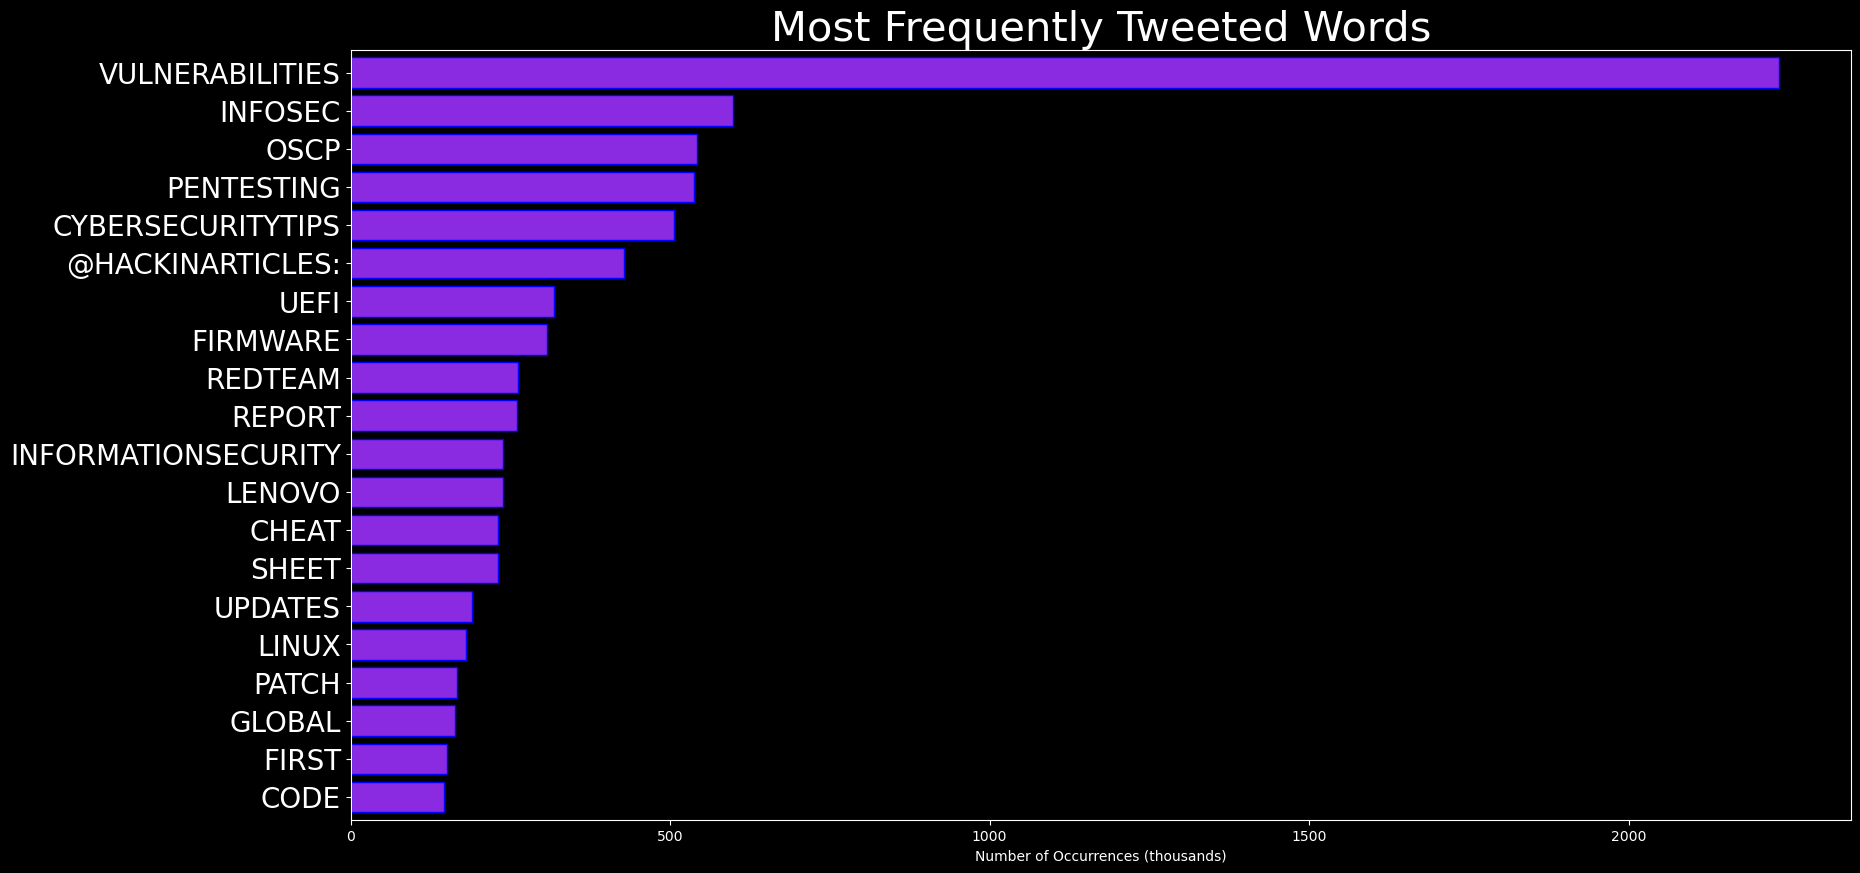 Most Frequently Tweeted Words
VULNERABILITIES
INFOSEC
OSCP
PENTESTING
CYBERSECURITYTIPS
@HACKINARTICLES:
UEFI
FIRMWARE
REDTEAM
REPORT
INFORMATIONSECURITY
LENOVO
CHEAT
SHEET
UPDATES
LINUX
PATCH
GLOBAL
FIRST
CODE
0 500 1000 1500 2000
Number of Occurrences (thousands)